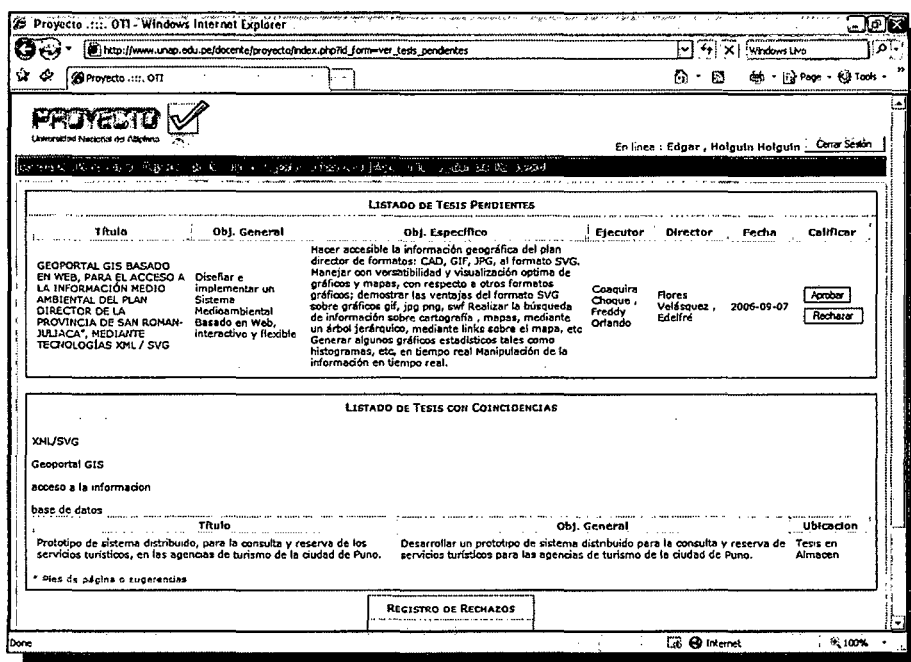 Proyecto .:::. OTI - Windows Internet Explorer
http://www.unap.edu.pe/docente/proyecto/index.php?id_form=ver_tesis_pendientes
Windows Live
Proyecto .:::. OTI
Page
Tools
PROYECTO
Universidad Nacional del Altiplano
En linea : Edgar , Holguin Holguin
Cerrar Sesión
LISTADO DE TESIS PENDIENTES
Título Obj. General Obj. Específico Ejecutor Director Fecha Calificar
GEOPORTAL GIS BASADO
EN WEB, PARA EL ACCESO A
LA INFORMACIÓN MEDIO
AMBIENTAL DEL PLAN
DIRECTOR DE LA
PROVINCIA DE SAN ROMAN-
JULIACA", MEDIANTE
TECNOLOGÍAS XML / SVG
Diseñar e
implementar un
Sistema
Medioambiental
Basado en Web,
interactivo y flexible
Hacer accesible la información geográfica del plan
director de formatos: CAD, GIF, JPG, al formato SVG.
Manejar con versatibilidad y visualización optima de
gráficos y mapas, con respecto a otros formatos
gráficos; demostrar las ventajas del formato SVG
sobre gráficos gif, jpg png, swf Realizar la búsqueda
de información sobre cartografía , mapas, mediante
un árbol jerárquico, mediante links sobre el mapa, etc
Generar algunos gráficos estadísticos tales como
histogramas, etc, en tiempo real Manipulación de la
información en tiempo real.
Coaquira
Choque ,
Freddy
Orlando
Flores
Velásquez ,
Edelfré
2006-09-07
Aprobar
Rechazar
LISTADO DE TESIS CON COINCIDENCIAS
XML/SVG
Geoportal GIS
acceso a la informacion
base de datos
Título Obj. General Ubicacion
Prototipo de sistema distribuido, para la consulta y reserva de los
servicios turísticos, en las agencias de turismo de la ciudad de Puno.
Desarrollar un prototipo de sistema distribuido para la consulta y reserva de
servicios turísticos para las agencias de turismo de la ciudad de Puno.
Tesis en
Almacen
* Pies de página o sugerencias
REGISTRO DE RECHAZOS
Done
Internet
100%